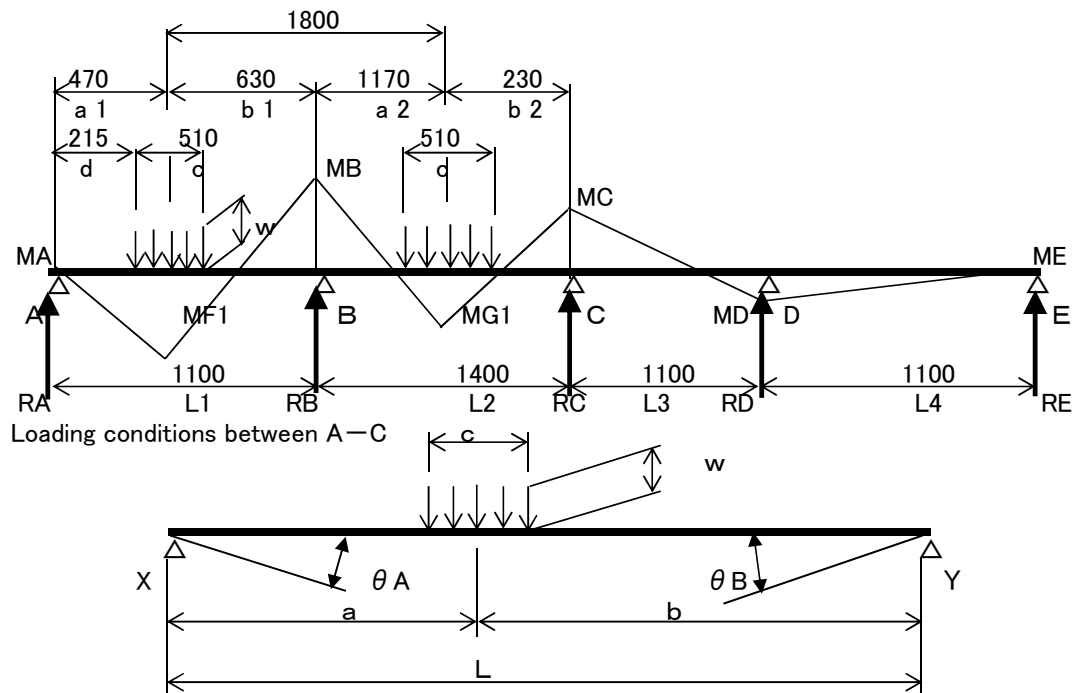 1800
470 630 1170 230
a 1 b 1 a 2 b 2
215 510 510
d c c
MB
MC
w
MA ME
A MF1 B MG1 C MD D E
1100 1400 1100 1100
RA L1 RB L2 RC L3 RD L4 RE
Loading conditions between A－C
c
w
X θA θB Y
a b
L